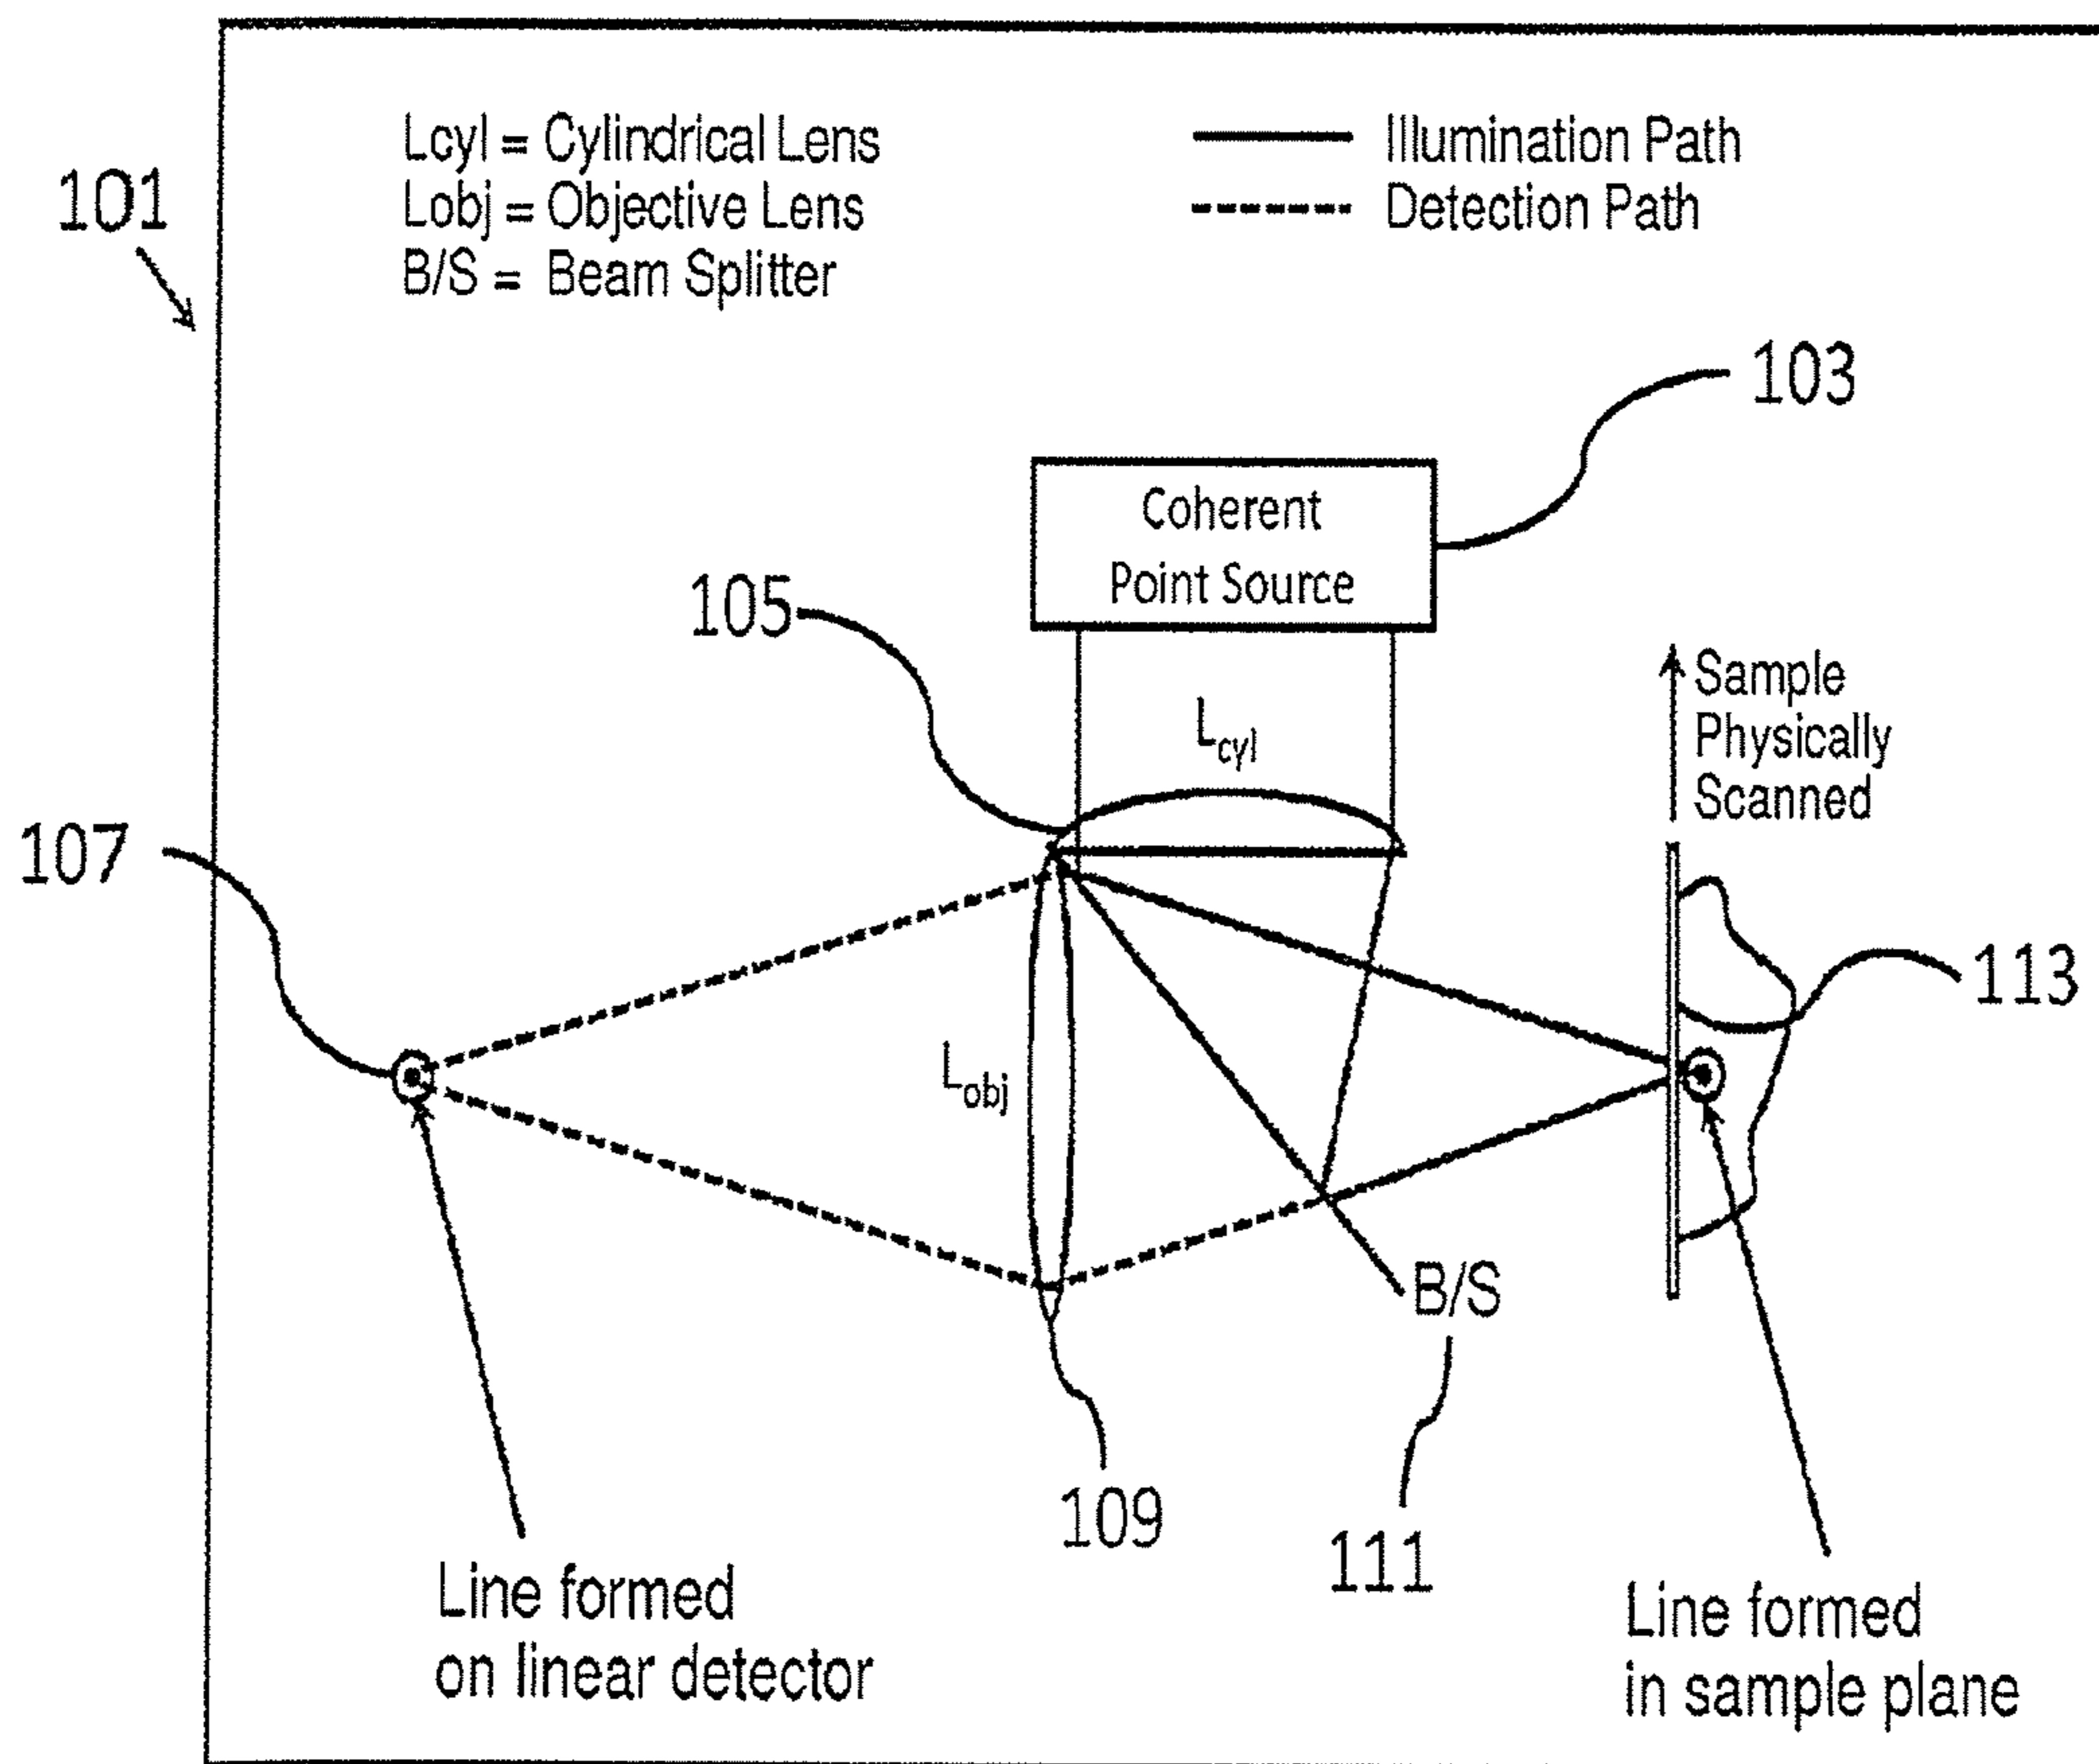 Lcyl = Cylindrical Lens
Lobj = Objective Lens
B/S = Beam Splitter
Illumination Path
Detection Path
101
103
Coherent
Point Source
105
Lcyl
Sample
Physically
Scanned
107
113
Lobj
B/S
109
111
Line formed
on linear detector
Line formed
in sample plane